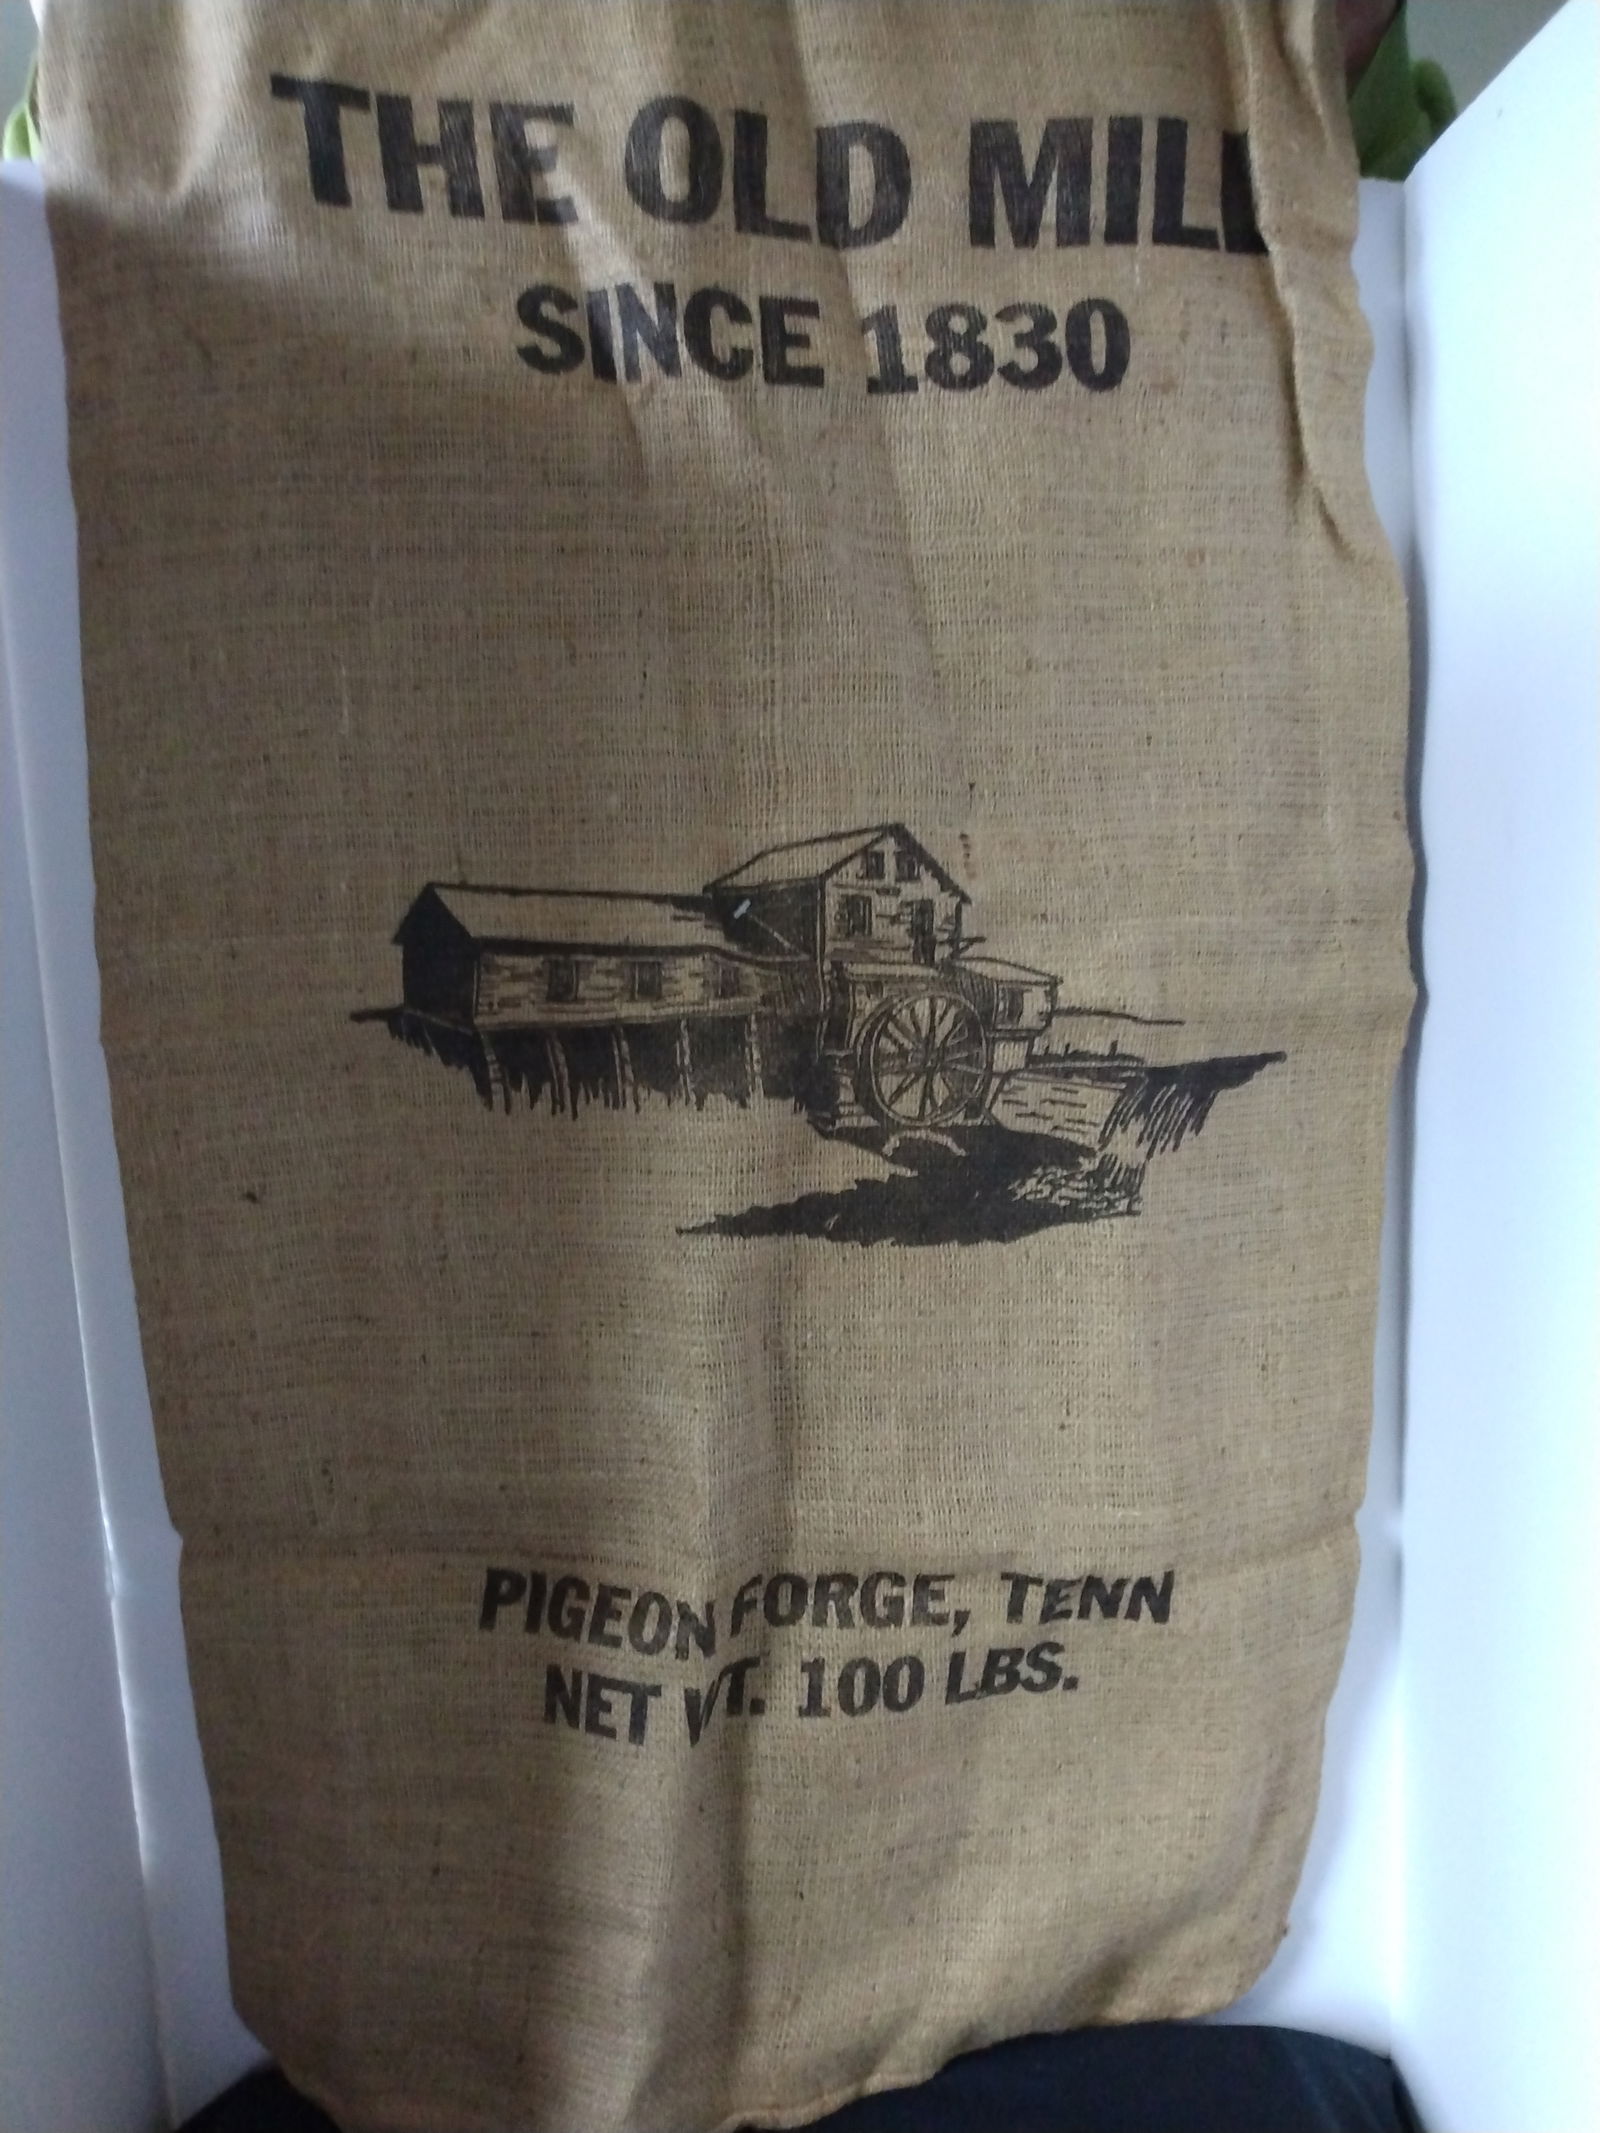 THE OLD MILL
SINCE 1830
PIGEON FORGE, TENN
NET WT. 100 LBS.